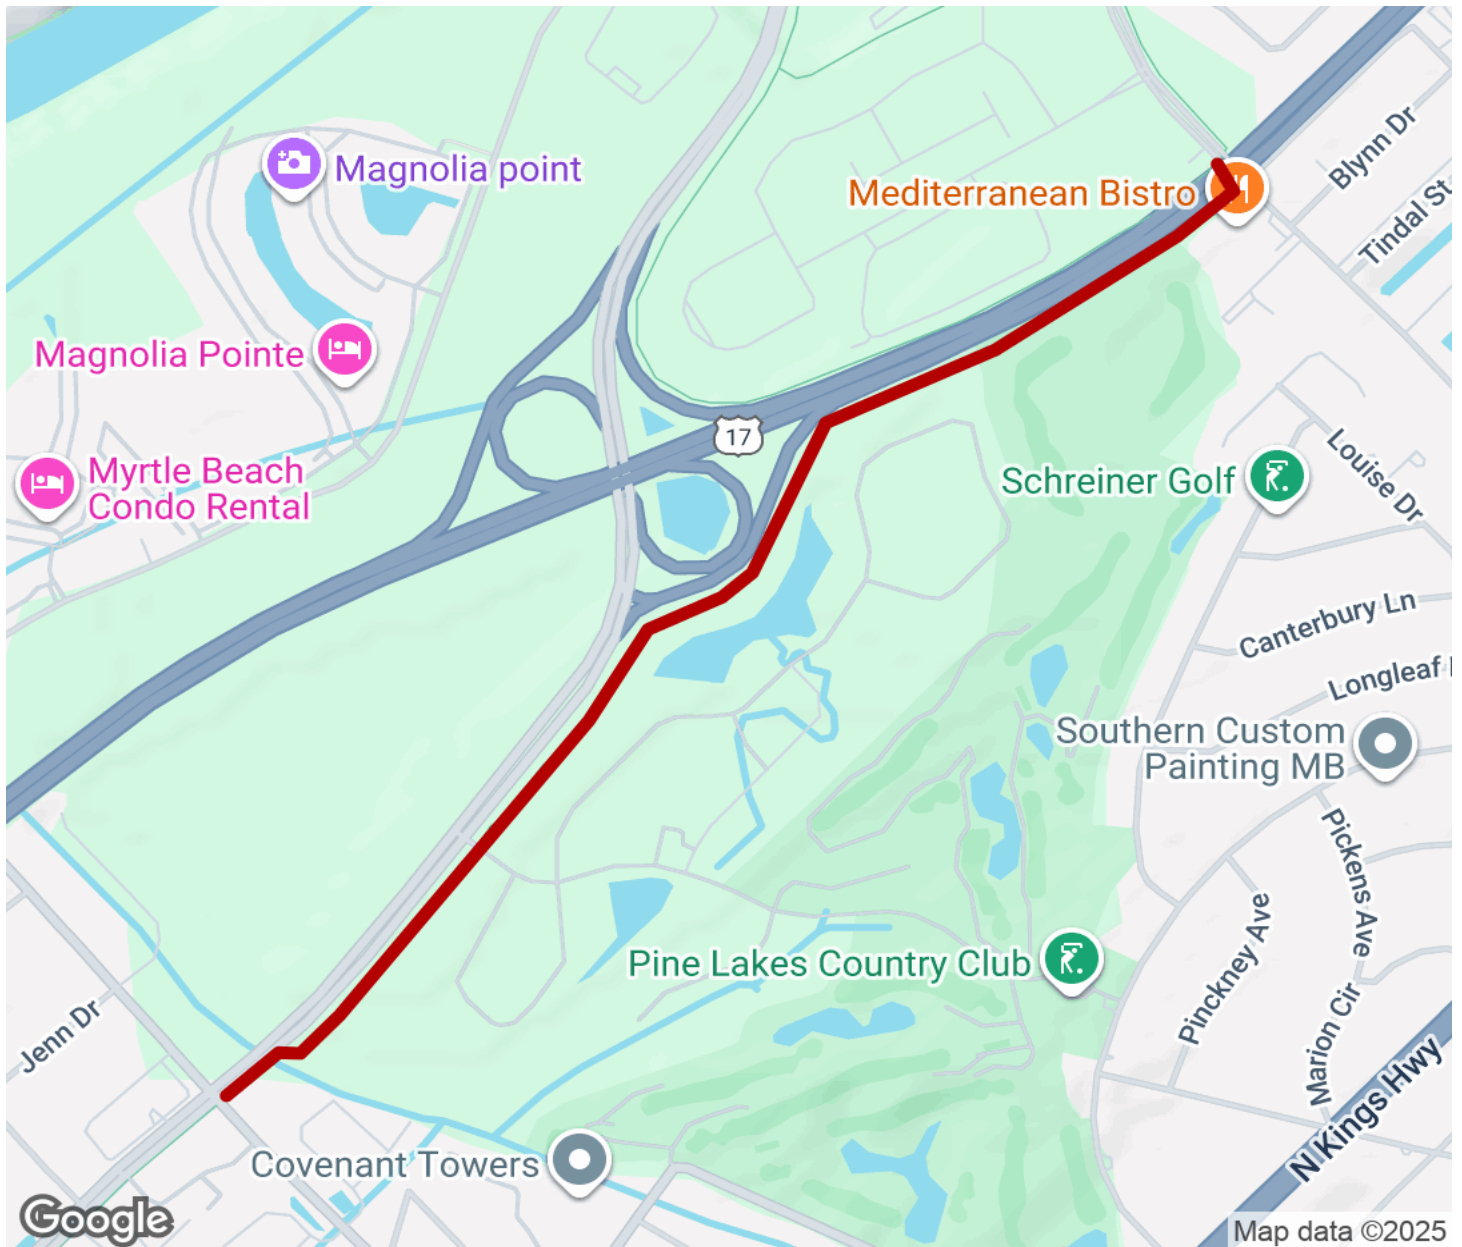 Blynn Dr
Magnolia point
Mediterranean Bistro
Tindal St
Magnolia Pointe
17
Myrtle Beach
Condo Rental
Schreiner Golf
Louise Dr
Canterbury Ln
Longleaf
Southern Custom
Painting MB
Pickens Ave
Pinckney Ave
Pine Lakes Country Club
Jenn Dr
Marion Cir
N Kings Hwy
Covenant Towers
Google
Map data ©2025